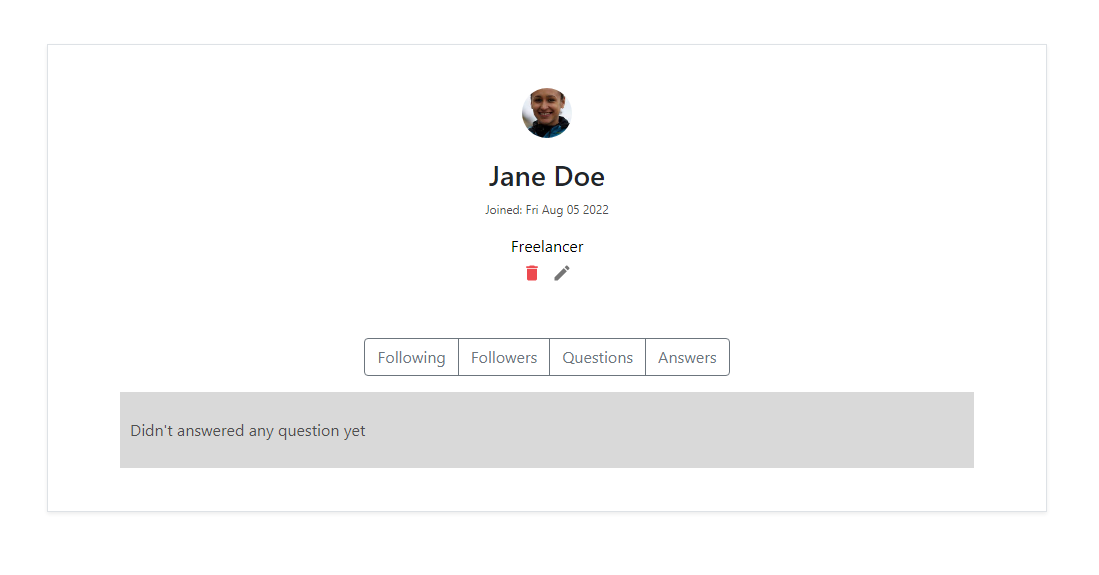 Jane Doe
Joined: Fri Aug 05 2022
Freelancer
Following Followers Questions Answers
Didn't answered any question yet